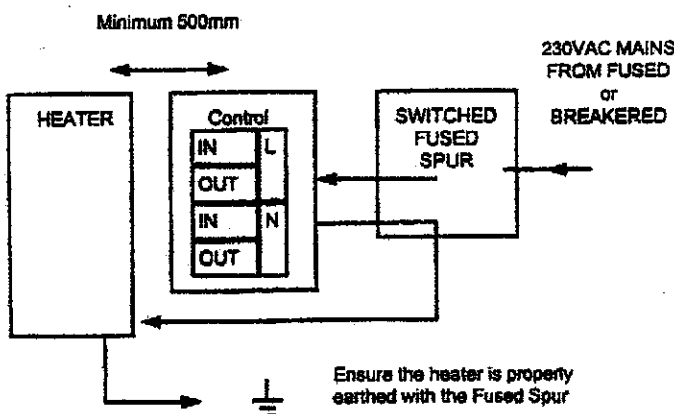 Minimum 500mm
230VAC MAINS
FROM FUSED
or
BREAKERED
HEATER
Control
IN L
OUT
IN N
OUT
SWITCHED
FUSED
SPUR
Ensure the heater is properly
earthed with the Fused Spur